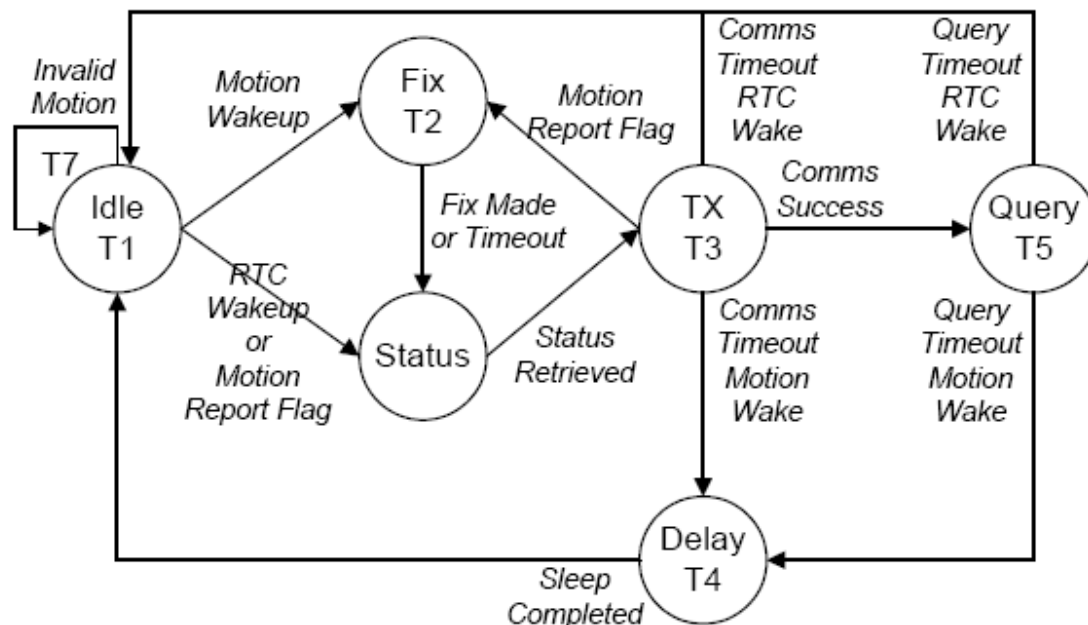 Invalid
Motion
T7
Idle
T1
Motion
Wakeup
Fix
T2
Motion
Report Flag
Comms
Timeout
RTC
Wake
Query
Timeout
RTC
Wake
Fix Made
or Timeout
TX
T3
Comms
Success
Query
T5
RTC
Wakeup
or
Motion
Report Flag
Status
Status
Retrieved
Comms
Timeout
Motion
Wake
Query
Timeout
Motion
Wake
Delay
T4
Sleep
Completed